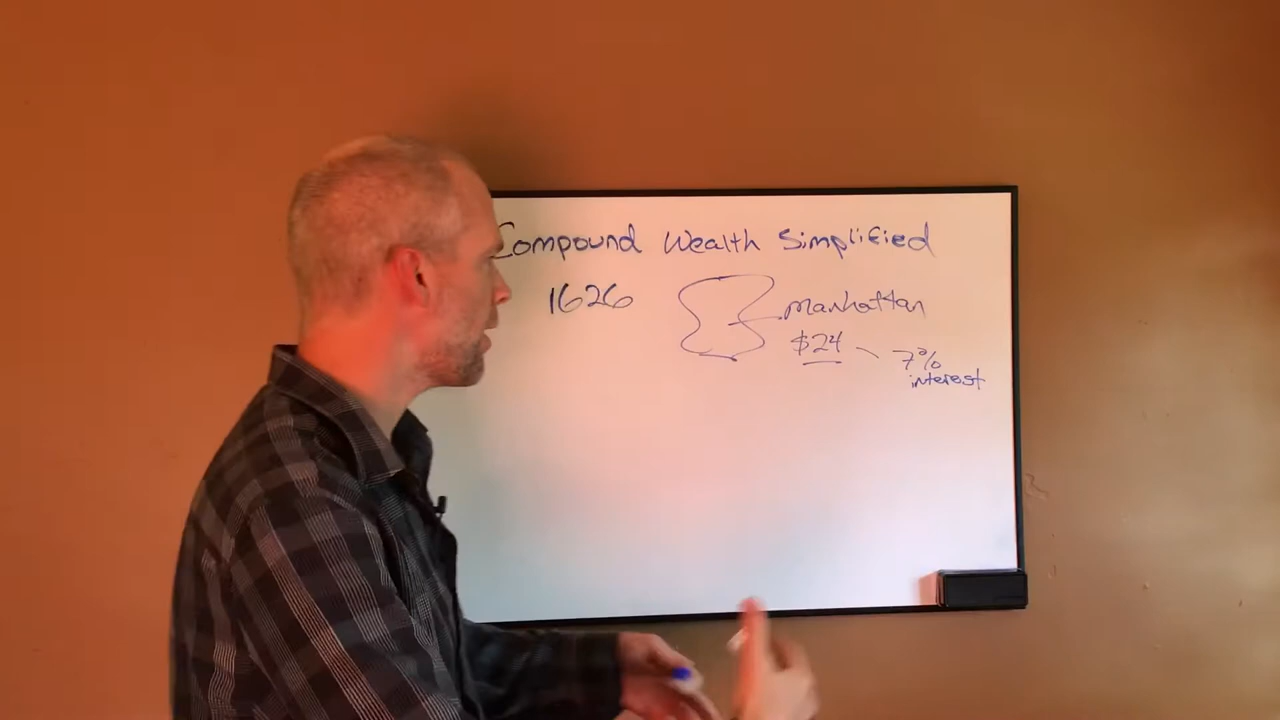 Compound Wealth Simplified
1626
Manhattan
$24
7%
interest